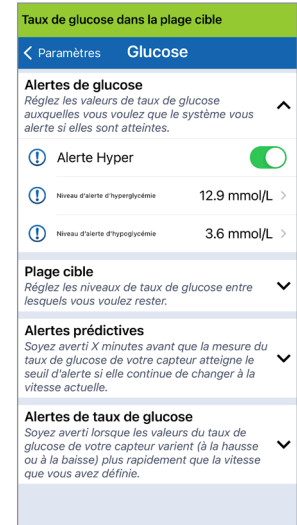 Taux de glucose dans la plage cible
Paramètres Glucose
Alertes de glucose
Réglez les valeurs de taux de glucose
auxquelles vous voulez que le système vous
alerte si elles sont atteintes.
Alerte Hyper
Niveau d'alerte d'hyperglycémie 12.9 mmol/L
Niveau d'alerte d'hypoglycémie 3.6 mmol/L
Plage cible
Réglez les niveaux de taux de glucose entre
lesquels vous voulez rester.
Alertes prédictives
Soyez averti X minutes avant que la mesure du
taux de glucose de votre capteur atteigne le
seuil d'alerte si elle continue de changer à la
vitesse actuelle.
Alertes de taux de glucose
Soyez averti lorsque les valeurs du taux de
glucose de votre capteur varient (à la hausse
ou à la baisse) plus rapidement que la vitesse
que vous avez définie.